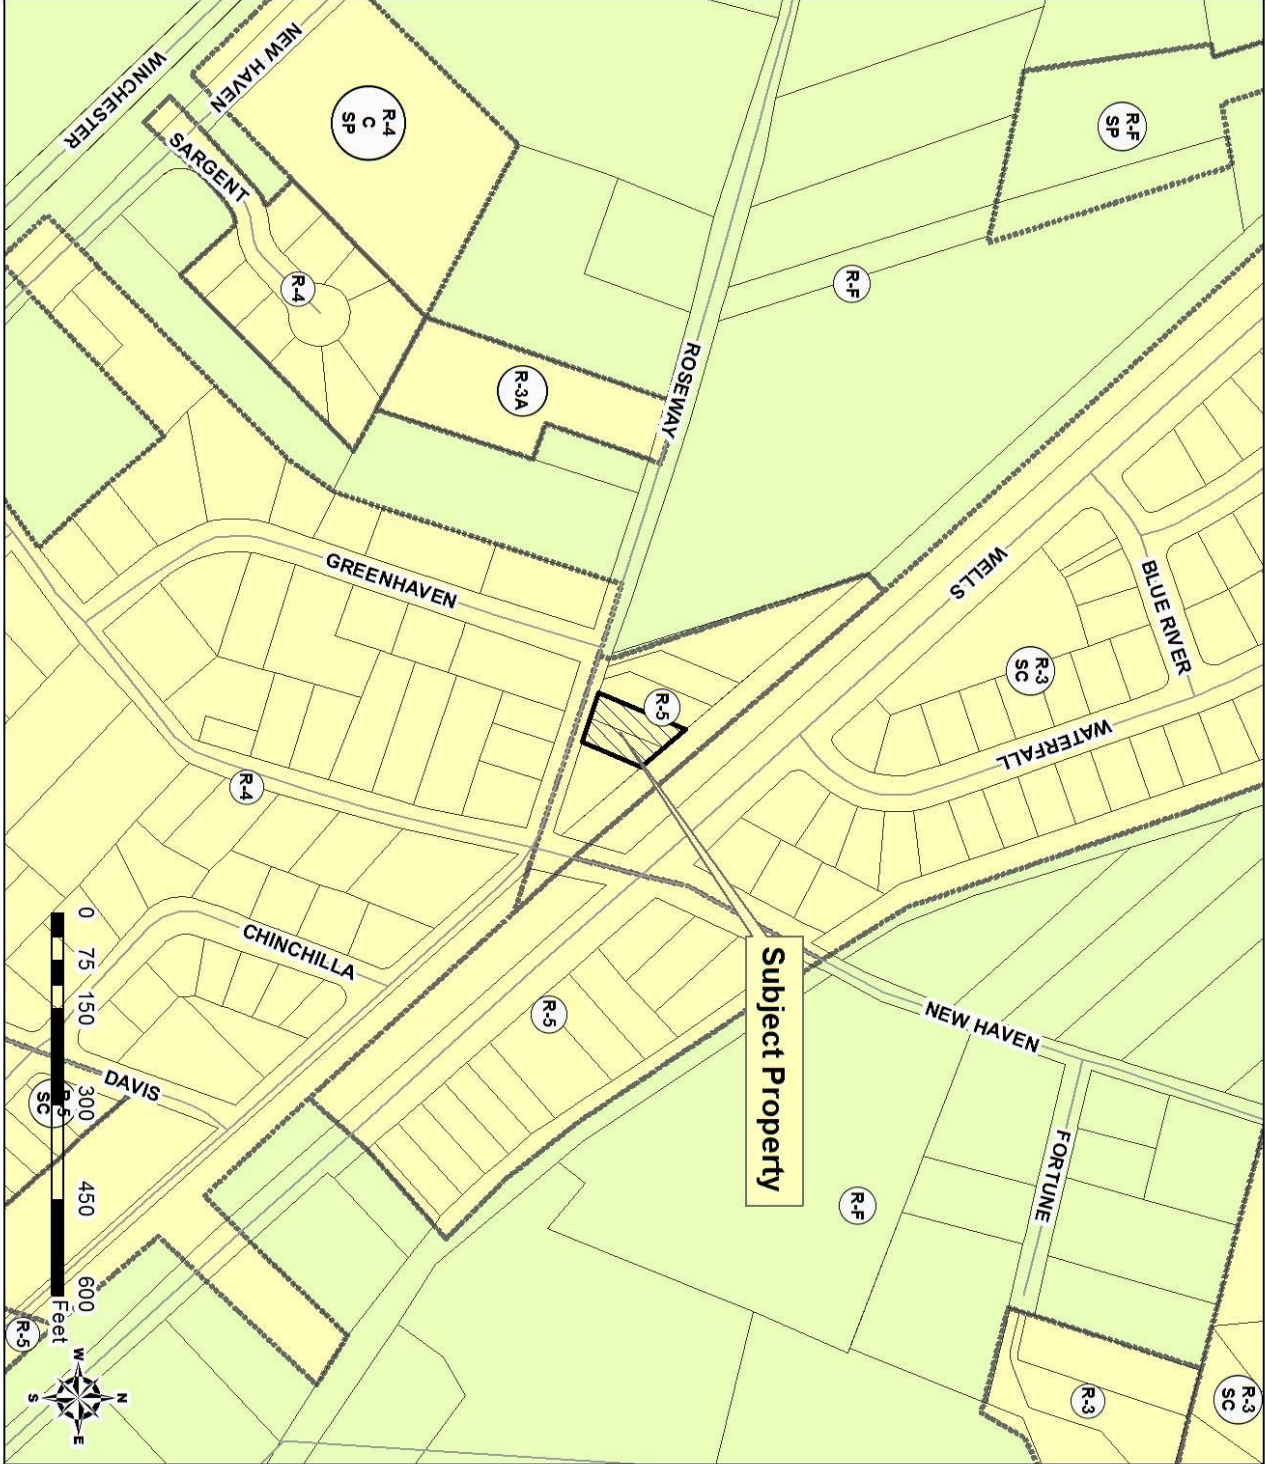 WINCHESTER
NEW HAVEN
SARGENT
R-4
C
SP
R-4
R-3A
ROSEWAY
R-F
SP
R-F
GREENHAVEN
WELLS
BLUE RIVER
R-3
SC
WATERFALL
R-5
R-4
CHINCHILLA
DAVIS
R-5
SC
R-5
Subject Property
NEW HAVEN
FORTUNE
R-F
R-3
R-3
SC
R-5
0 75 150 300 450 600
Feet
N
W
E
S